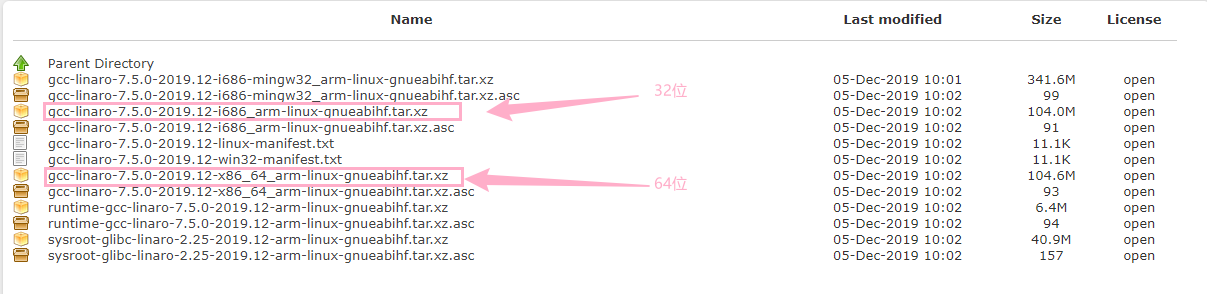 Name Last modified Size License
Parent Directory
gcc-linaro-7.5.0-2019.12-i686-mingw32_arm-linux-gnueabihf.tar.xz 05-Dec-2019 10:01 341.6M open
gcc-linaro-7.5.0-2019.12-i686-mingw32_arm-linux-gnueabihf.tar.xz.asc 05-Dec-2019 10:02 99 open
32位
gcc-linaro-7.5.0-2019.12-i686_arm-linux-gnueabihf.tar.xz 05-Dec-2019 10:02 104.0M open
gcc-linaro-7.5.0-2019.12-i686_arm-linux-gnueabihf.tar.xz.asc 05-Dec-2019 10:02 91 open
gcc-linaro-7.5.0-2019.12-linux-manifest.txt 05-Dec-2019 10:02 11.1K open
gcc-linaro-7.5.0-2019.12-win32-manifest.txt 05-Dec-2019 10:02 11.1K open
gcc-linaro-7.5.0-2019.12-x86_64_arm-linux-gnueabihf.tar.xz 05-Dec-2019 10:02 104.6M open
64位
gcc-linaro-7.5.0-2019.12-x86_64_arm-linux-gnueabihf.tar.xz.asc 05-Dec-2019 10:02 93 open
runtime-gcc-linaro-7.5.0-2019.12-arm-linux-gnueabihf.tar.xz 05-Dec-2019 10:02 6.4M open
runtime-gcc-linaro-7.5.0-2019.12-arm-linux-gnueabihf.tar.xz.asc 05-Dec-2019 10:02 94 open
sysroot-glibc-linaro-2.25-2019.12-arm-linux-gnueabihf.tar.xz 05-Dec-2019 10:02 40.9M open
sysroot-glibc-linaro-2.25-2019.12-arm-linux-gnueabihf.tar.xz.asc 05-Dec-2019 10:02 157 open